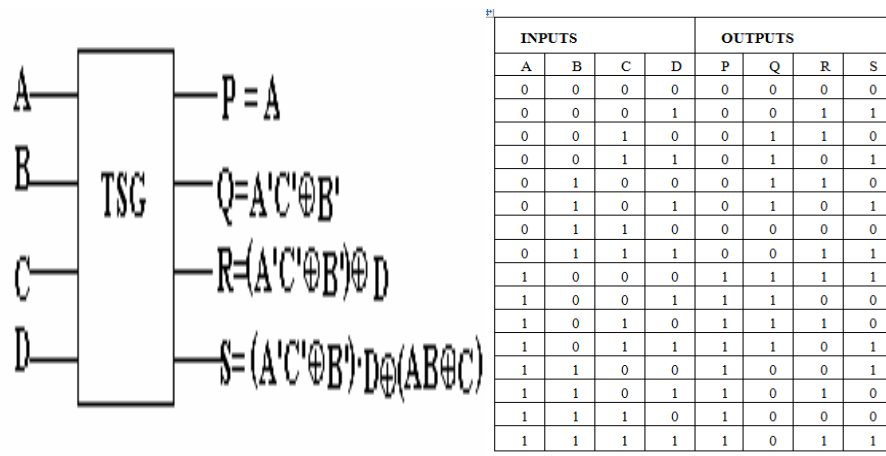 A
B
C
D
TSG
P = A
Q=A'C'⊕B'
R=(A'C'⊕B')⊕D
S=(A'C'⊕B')·D⊕(AB⊕C)
INPUTS OUTPUTS
A B C D P Q R S
0 0 0 0 0 0 0 0
0 0 0 1 0 0 1 1
0 0 1 0 0 1 1 0
0 0 1 1 0 1 0 1
0 1 0 0 0 1 1 0
0 1 0 1 0 1 0 1
0 1 1 0 0 0 0 0
0 1 1 1 0 0 1 1
1 0 0 0 1 1 1 1
1 0 0 1 1 1 0 0
1 0 1 0 1 1 1 0
1 0 1 1 1 1 0 1
1 1 0 0 1 0 0 1
1 1 0 1 1 0 1 0
1 1 1 0 1 0 0 0
1 1 1 1 1 0 1 1